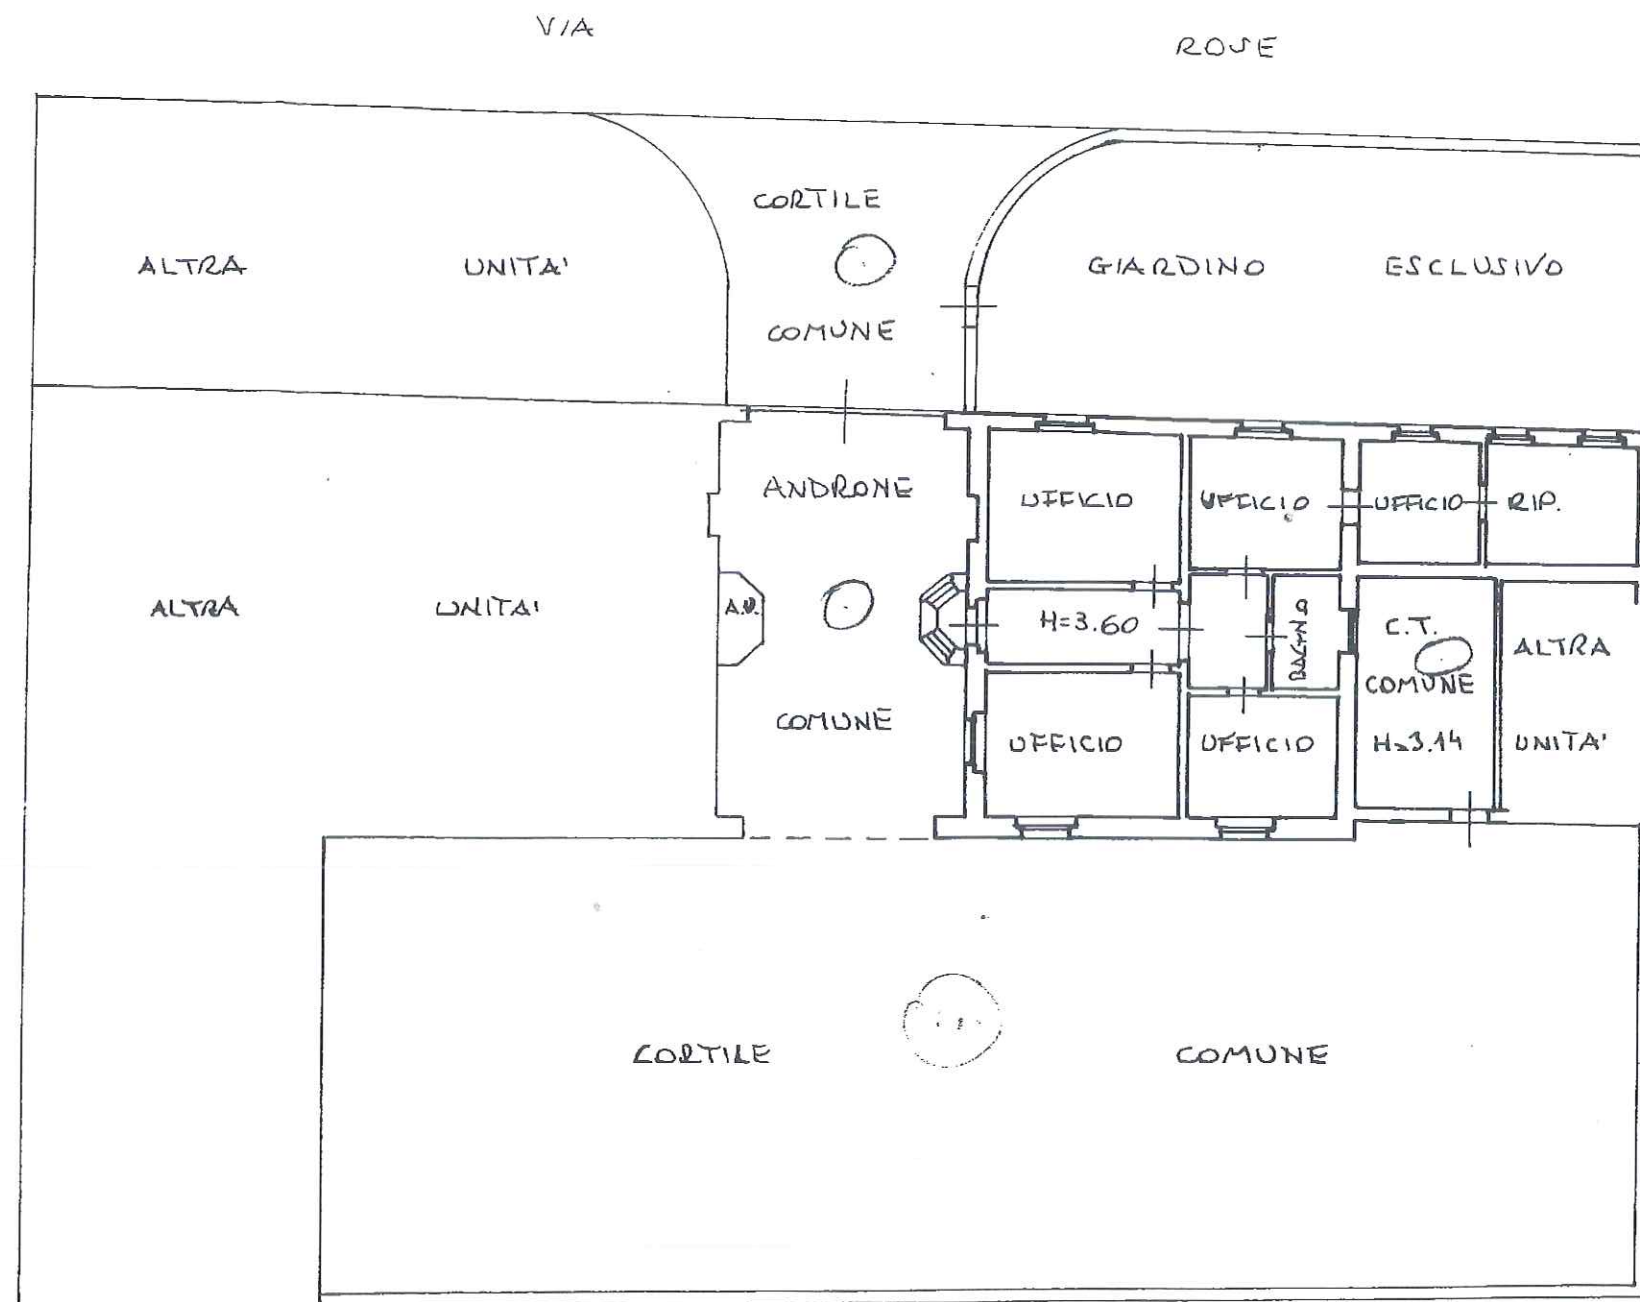 VIA ROSE
CORTILE
ALTRA UNITA'
GIARDINO ESCLUSIVO
COMUNE
ANDRONE
UFFICIO
UFFICIO
UFFICIO
RIP.
ALTRA UNITA'
A.U.
H=3.60
BAGNO
C.T.
COMUNE
H=3.14
ALTRA
UNITA'
COMUNE
UFFICIO
UFFICIO
CORTILE COMUNE